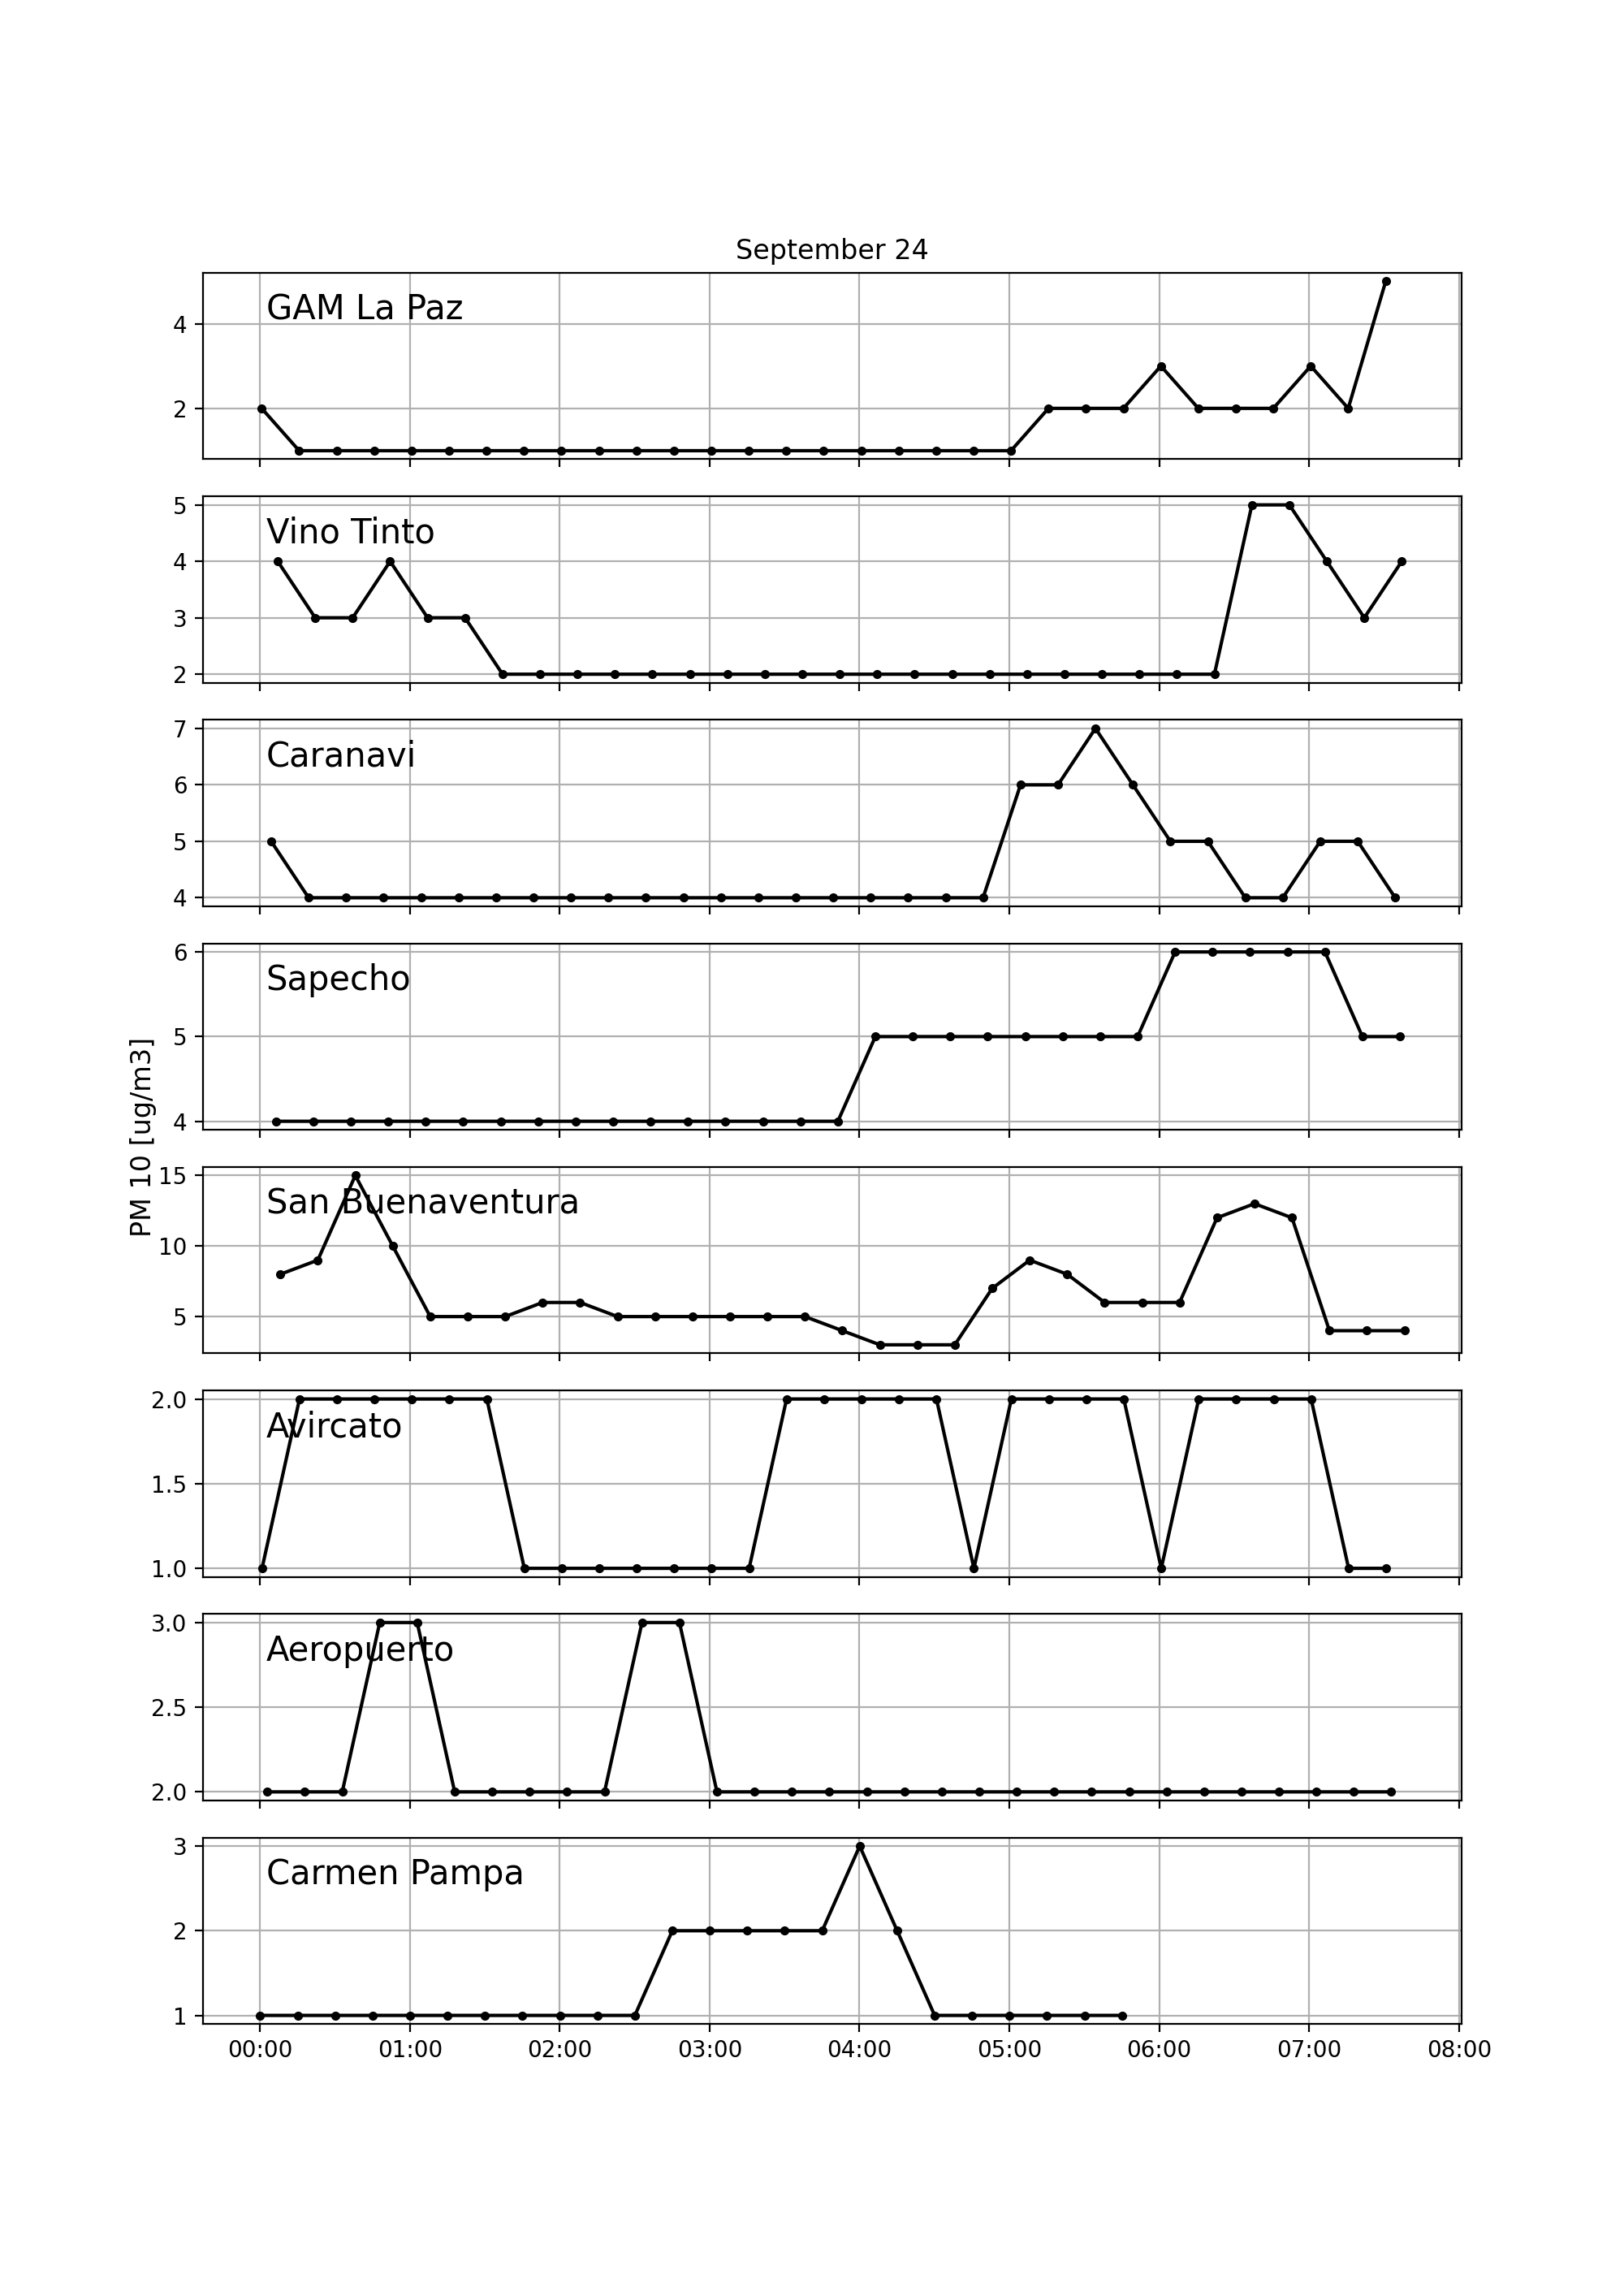 September 24
GAM La Paz
4
2
Vino Tinto
5
4
3
2
Caranavi
7
6
5
4
Sapecho
6
5
4
PM 10 [ug/m3]
San Buenaventura
15
10
5
Avircato
2.0
1.5
1.0
Aeropuerto
3.0
2.5
2.0
Carmen Pampa
3
2
1
00:00 01:00 02:00 03:00 04:00 05:00 06:00 07:00 08:00